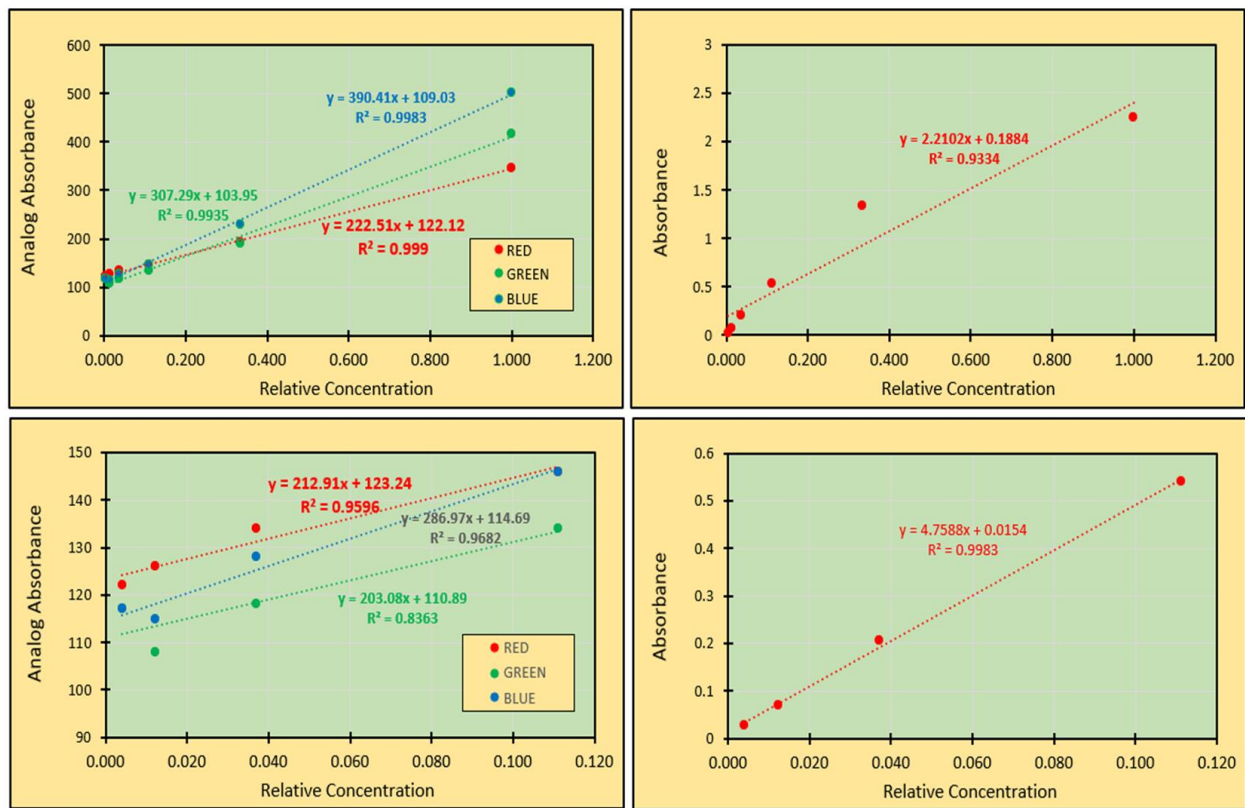 600
500
400
300
200
100
0
Analog Absorbance
y = 390.41x + 109.03
R² = 0.9983
y = 307.29x + 103.95
R² = 0.9935
y = 222.51x + 122.12
R² = 0.999
RED
GREEN
BLUE
0.000 0.200 0.400 0.600 0.800 1.000 1.200
Relative Concentration
3
2.5
2
1.5
1
0.5
0
Absorbance
y = 2.2102x + 0.1884
R² = 0.9334
0.000 0.200 0.400 0.600 0.800 1.000 1.200
Relative Concentration
150
140
130
120
110
100
90
Analog Absorbance
y = 212.91x + 123.24
R² = 0.9596
y = 286.97x + 114.69
R² = 0.9682
y = 203.08x + 110.89
R² = 0.8363
RED
GREEN
BLUE
0.000 0.020 0.040 0.060 0.080 0.100 0.120
Relative Concentration
0.6
0.5
0.4
0.3
0.2
0.1
0
Absorbance
y = 4.7588x + 0.0154
R² = 0.9983
0.000 0.020 0.040 0.060 0.080 0.100 0.120
Relative Concentration